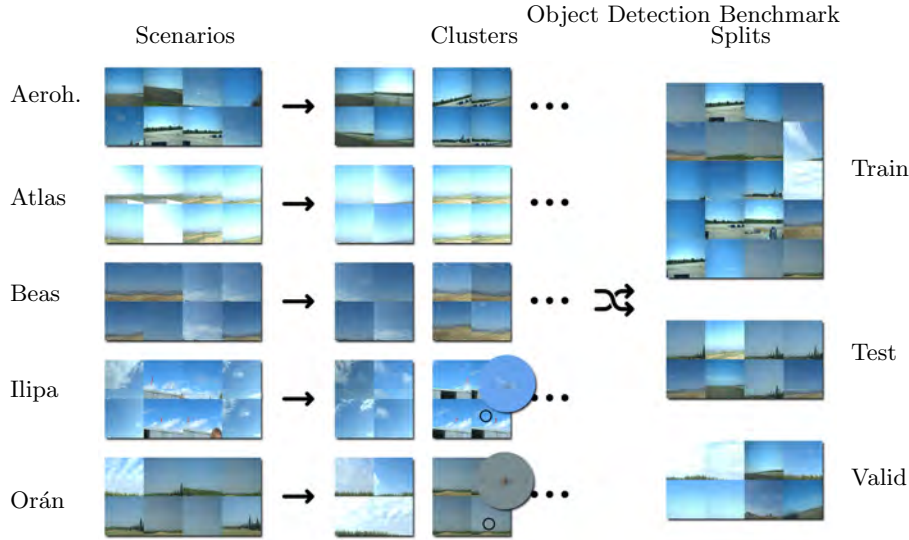 Object Detection Benchmark
Scenarios
Clusters
Splits
Aeroh.
Atlas
Beas
Ilipa
Orán
Train
Test
Valid